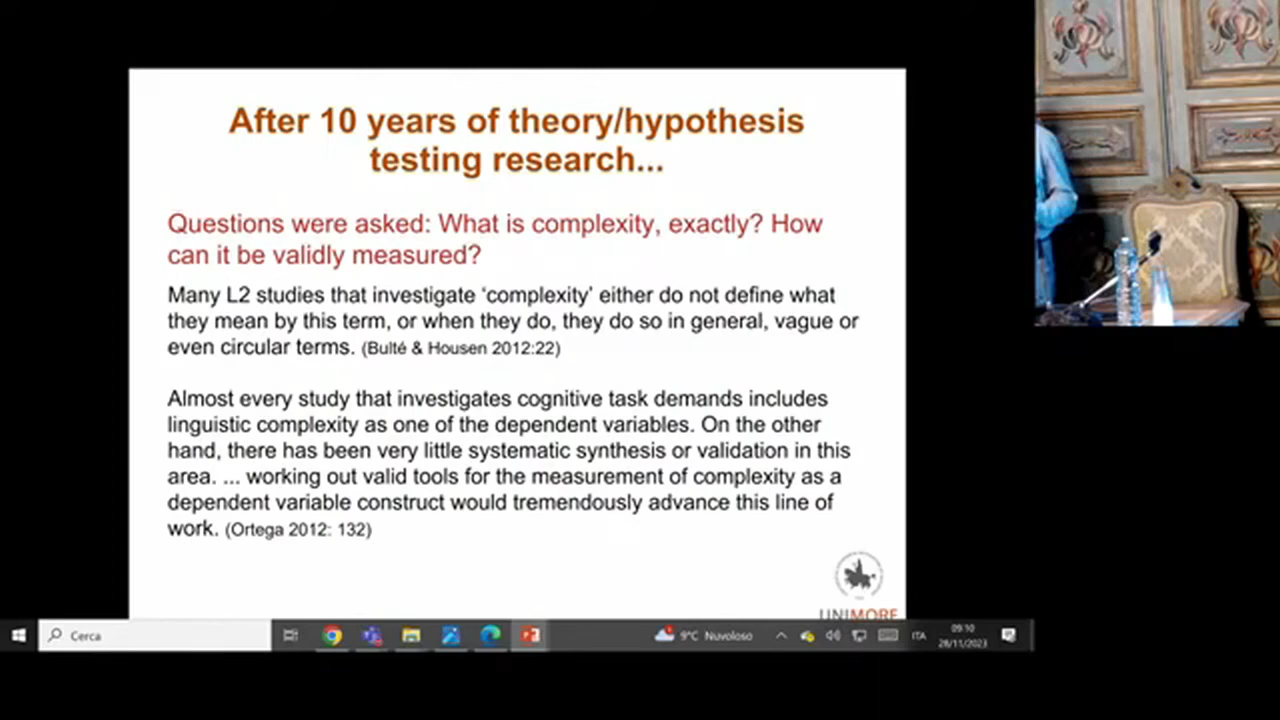 After 10 years of theory/hypothesis
testing research...
Questions were asked: What is complexity, exactly? How
can it be validly measured?
Many L2 studies that investigate ‘complexity’ either do not define what
they mean by this term, or when they do, they do so in general, vague or
even circular terms. (Bulté & Housen 2012:22)
Almost every study that investigates cognitive task demands includes
linguistic complexity as one of the dependent variables. On the other
hand, there has been very little systematic synthesis or validation in this
area. ... working out valid tools for the measurement of complexity as a
dependent variable construct would tremendously advance this line of
work. (Ortega 2012: 132)
UNIMORE
Cerca
9°C Nuvoloso
ITA
09:10
28/11/2023